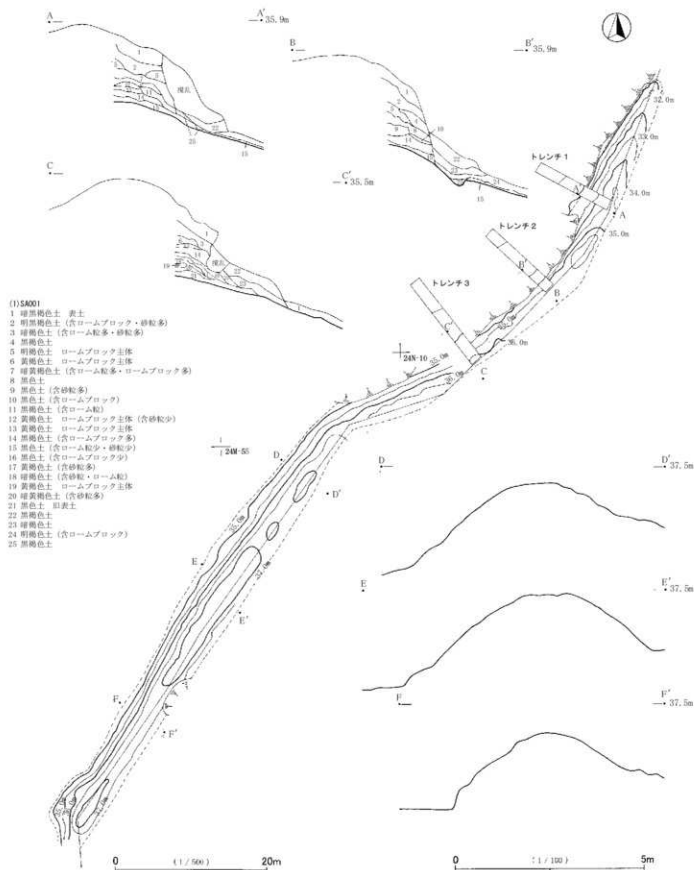 A
A′
35.9m
B
B′
35.9m
C
C′
35.5m
攪乱
攪乱
トレンチ1
トレンチ2
トレンチ3
32.0m
33.0m
34.0m
35.0m
36.0m
A′
A
B′
B
C′
C
24N-10
(1)SA001
1 暗黒褐色土 表土
2 明黒褐色土 (含ロームブロック・砂粒多)
3 暗褐色土 (含ローム粒多・砂粒多)
4 黒褐色土
5 明褐色土 ロームブロック主体
6 黄褐色土 ロームブロック主体
7 暗黄褐色土 (含ローム粒多・ロームブロック多)
8 黒色土
9 黒色土 (含砂粒多)
10 黒色土 (含ロームブロック)
11 黒褐色土 (含ローム粒)
12 黄褐色土 ロームブロック主体 (含砂粒少)
13 黄褐色土 ロームブロック主体
14 黒褐色土 (含ロームブロック多)
15 黒色土 (含ローム粒少・砂粒少)
16 黒色土 (含ロームブロック少)
17 黄褐色土 (含砂粒多)
18 暗褐色土 (含砂粒・ローム粒)
19 黄褐色土 ロームブロック主体
20 暗黄褐色土 (含砂粒多)
21 黒色土 旧表土
22 黒褐色土
23 暗褐色土
24 明褐色土 (含ロームブロック)
25 黒褐色土
D
D′
E
E′
F
F′
35.0m
37.0m
D
D′
37.5m
E
E′
37.5m
F
F′
37.5m
0
(1/500)
20m
0
(1/100)
5m